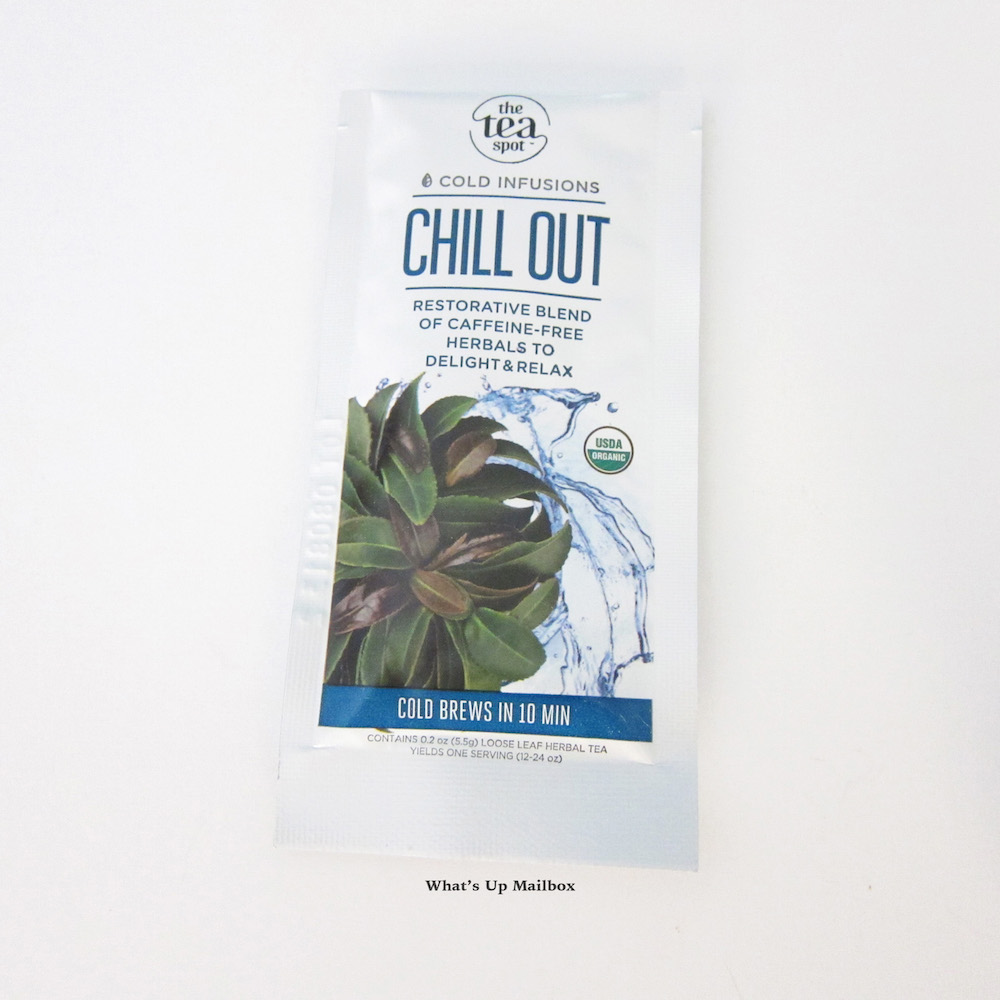 the
tea
spot™
COLD INFUSIONS
CHILL OUT
RESTORATIVE BLEND
OF CAFFEINE-FREE
HERBALS TO
DELIGHT & RELAX
USDA
ORGANIC
COLD BREWS IN 10 MIN
CONTAINS 0.2 oz (5.5g) LOOSE LEAF HERBAL TEA
YIELDS ONE SERVING (12-24 oz)
What's Up Mailbox